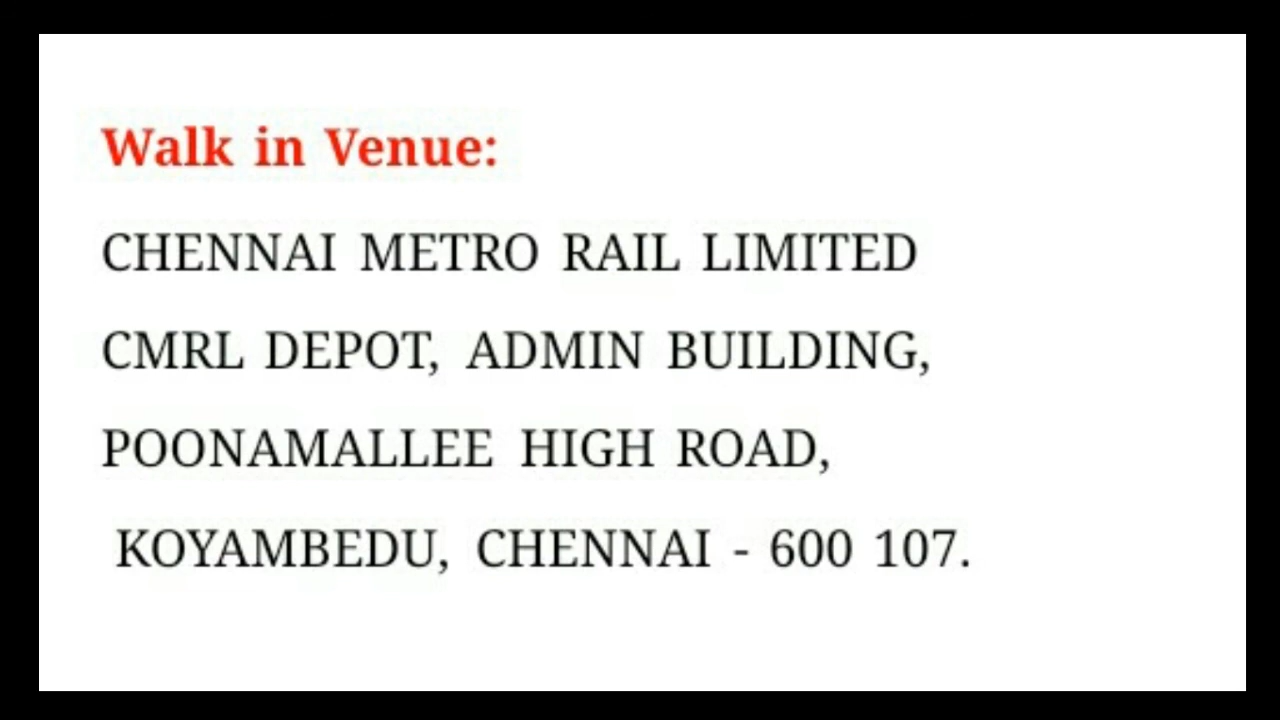 Walk in Venue:
CHENNAI METRO RAIL LIMITED
CMRL DEPOT, ADMIN BUILDING,
POONAMALLEE HIGH ROAD,
KOYAMBEDU, CHENNAI - 600 107.